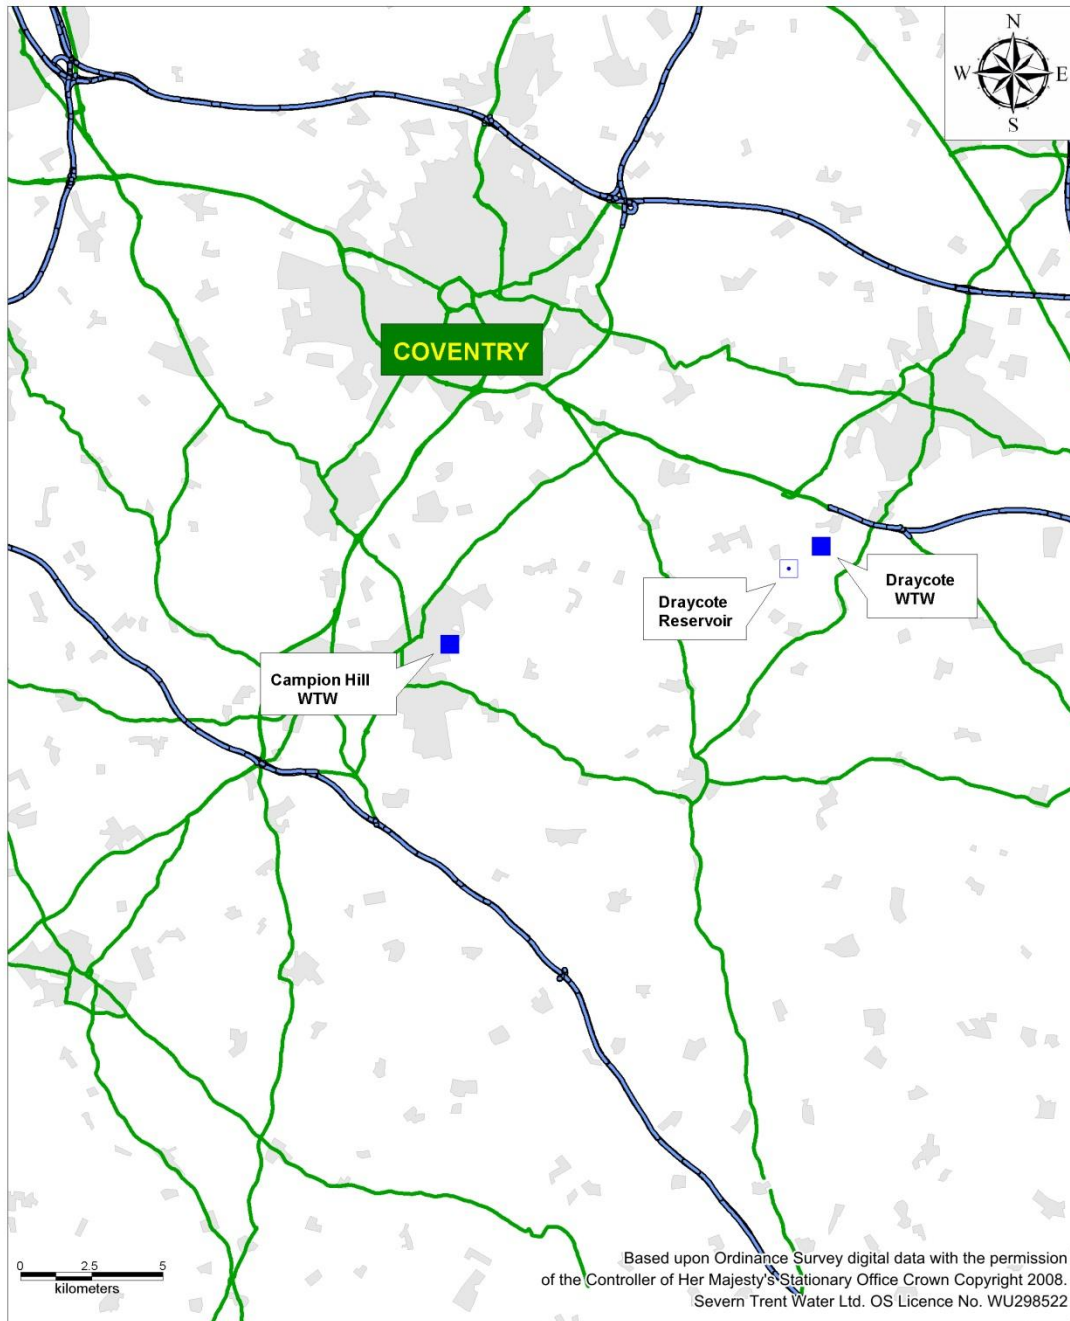 N
W E
S
COVENTRY
Draycote
WTW
Draycote
Reservoir
Campion Hill
WTW
0 2.5 5
kilometers
Based upon Ordinance Survey digital data with the permission
of the Controller of Her Majesty's Stationary Office Crown Copyright 2008.
Severn Trent Water Ltd. OS Licence No. WU298522